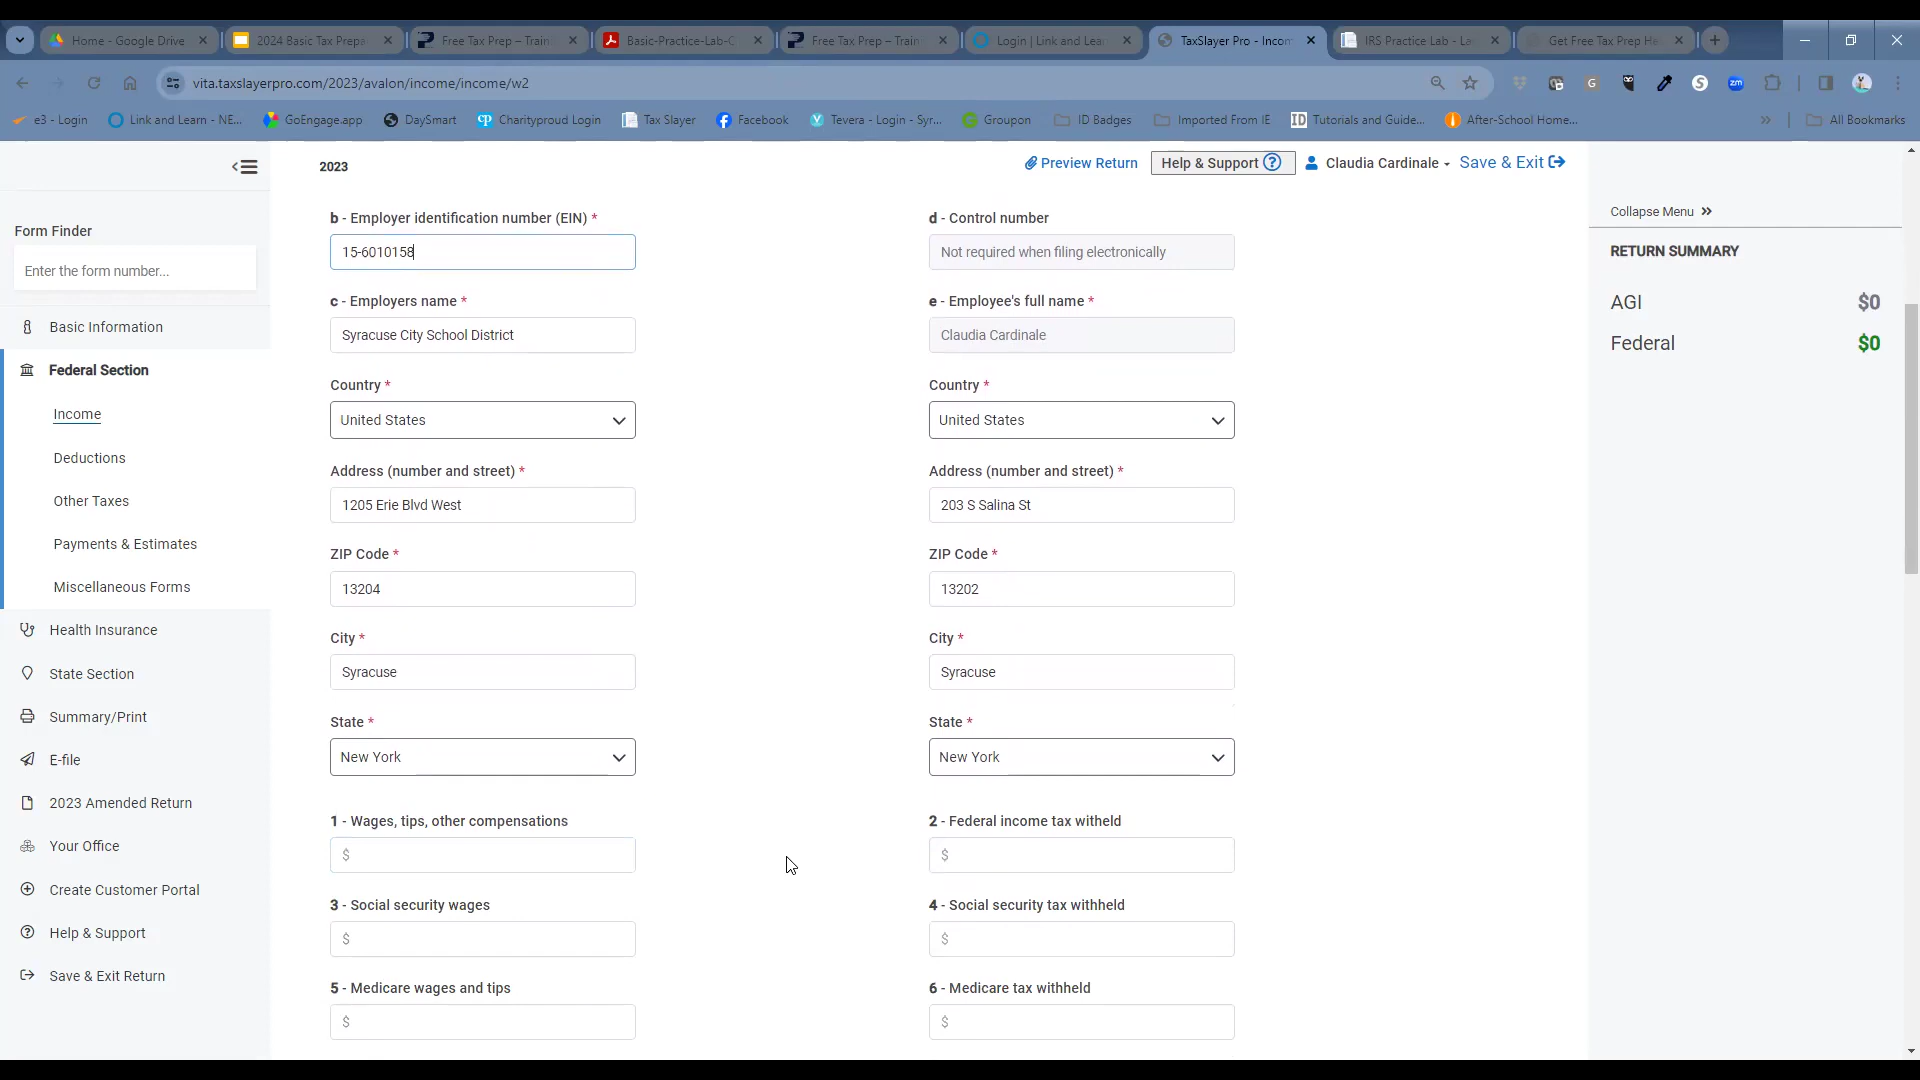 Home - Google Drive
2024 Basic Tax Prepa
Free Tax Prep – Train
Basic-Practice-Lab-C
Free Tax Prep – Train
Login | Link and Lea
TaxSlayer Pro - Incom
IRS Practice Lab - La
Get Free Tax Prep He
vita.taxslayerpro.com/2023/avalon/income/income/w2
e3 - Login
Link and Learn - NE...
GoEngage.app
DaySmart
Charityproud Login
Tax Slayer
Facebook
Tevera - Login - Syr...
Groupon
ID Badges
Imported From IE
Tutorials and Guide...
After-School Home...
All Bookmarks
2023
Preview Return
Help & Support
Claudia Cardinale
Save & Exit
Form Finder
Enter the form number...
Basic Information
Federal Section
Income
Deductions
Other Taxes
Payments & Estimates
Miscellaneous Forms
Health Insurance
State Section
Summary/Print
E-file
2023 Amended Return
Your Office
Create Customer Portal
Help & Support
Save & Exit Return
b - Employer identification number (EIN) *
15-6010158
d - Control number
Not required when filing electronically
c - Employers name *
Syracuse City School District
e - Employee's full name *
Claudia Cardinale
Country *
United States
Country *
United States
Address (number and street) *
1205 Erie Blvd West
Address (number and street) *
203 S Salina St
ZIP Code *
13204
ZIP Code *
13202
City *
Syracuse
City *
Syracuse
State *
New York
State *
New York
1 - Wages, tips, other compensations
$
2 - Federal income tax witheld
$
3 - Social security wages
$
4 - Social security tax withheld
$
5 - Medicare wages and tips
$
6 - Medicare tax withheld
$
Collapse Menu
RETURN SUMMARY
AGI $0
Federal $0